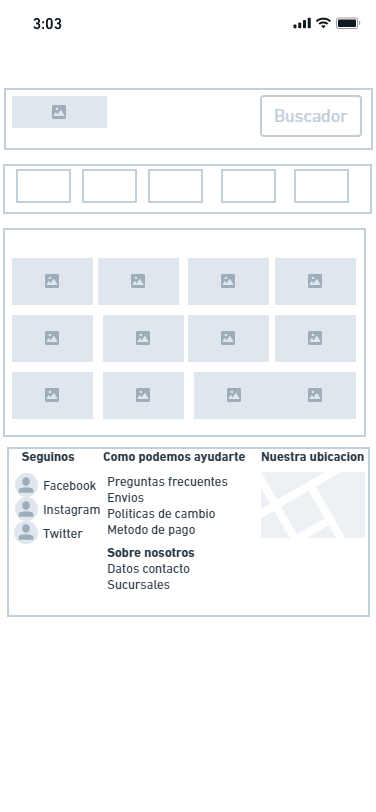 3:03
Buscador
Seguinos
Facebook
Instagram
Twitter
Como podemos ayudarte
Preguntas frecuentes
Envios
Politicas de cambio
Metodo de pago
Sobre nosotros
Datos contacto
Sucursales
Nuestra ubicacion